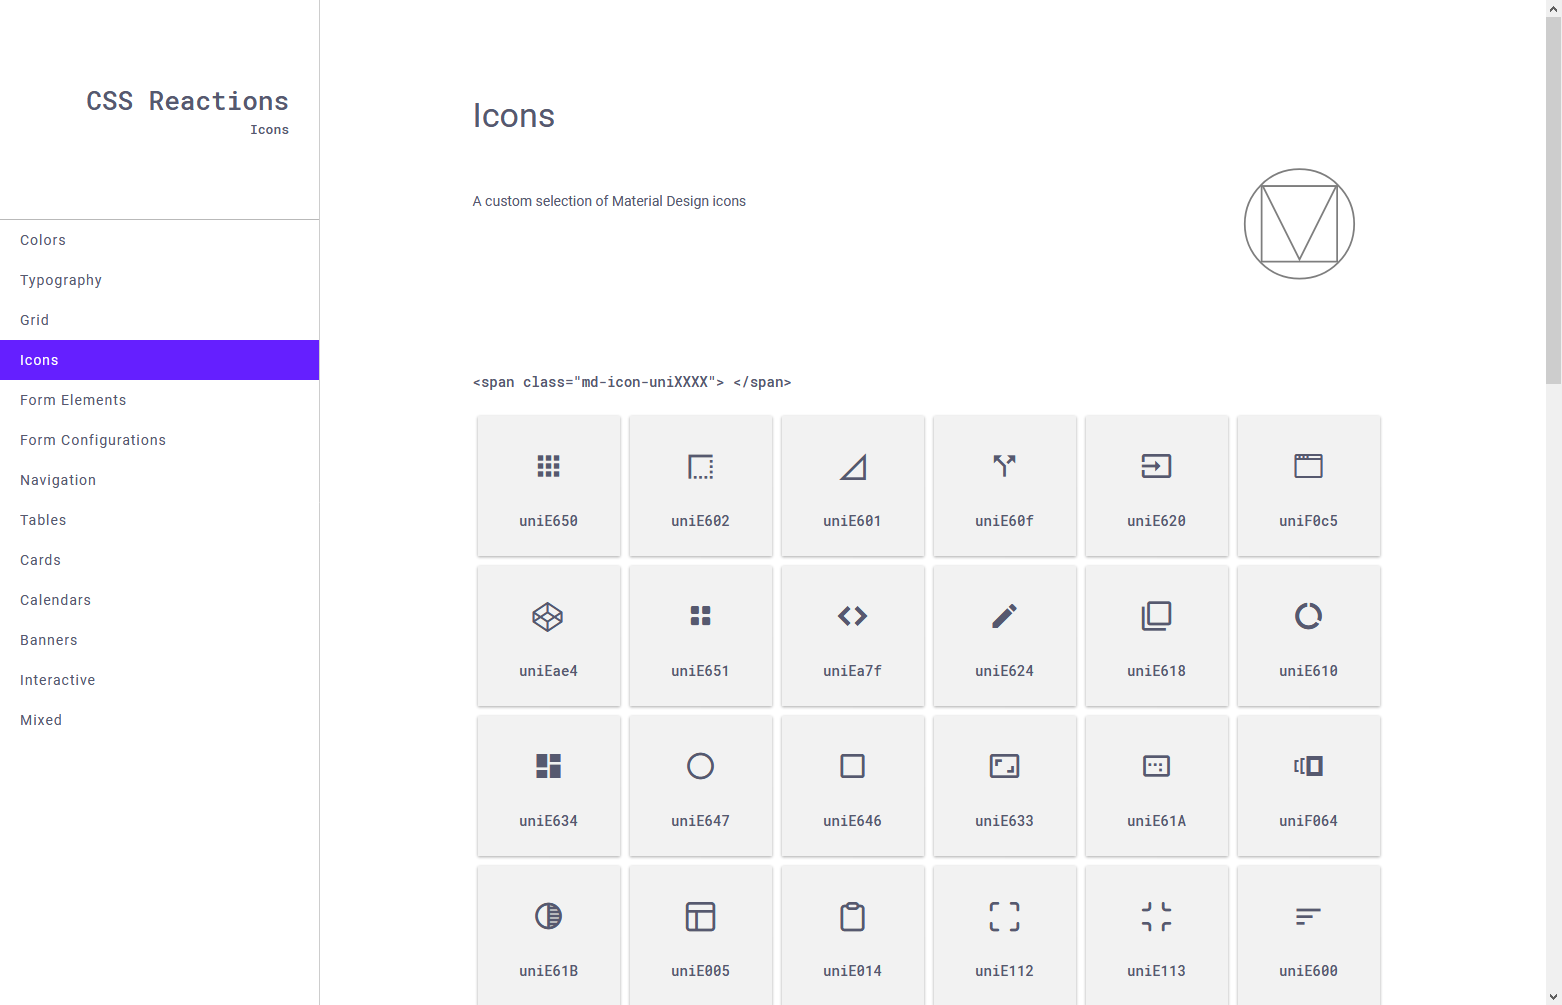 CSS Reactions
Icons
Colors
Typography
Grid
Icons
Form Elements
Form Configurations
Navigation
Tables
Cards
Calendars
Banners
Interactive
Mixed
Icons
A custom selection of Material Design icons
<span class="md-icon-uniXXXX"> </span>
uniE650 uniE602 uniE601 uniE60f uniE620 uniF0c5
uniEae4 uniE651 uniEa7f uniE624 uniE618 uniE610
uniE634 uniE647 uniE646 uniE633 uniE61A uniF064
uniE61B uniE005 uniE014 uniE112 uniE113 uniE600